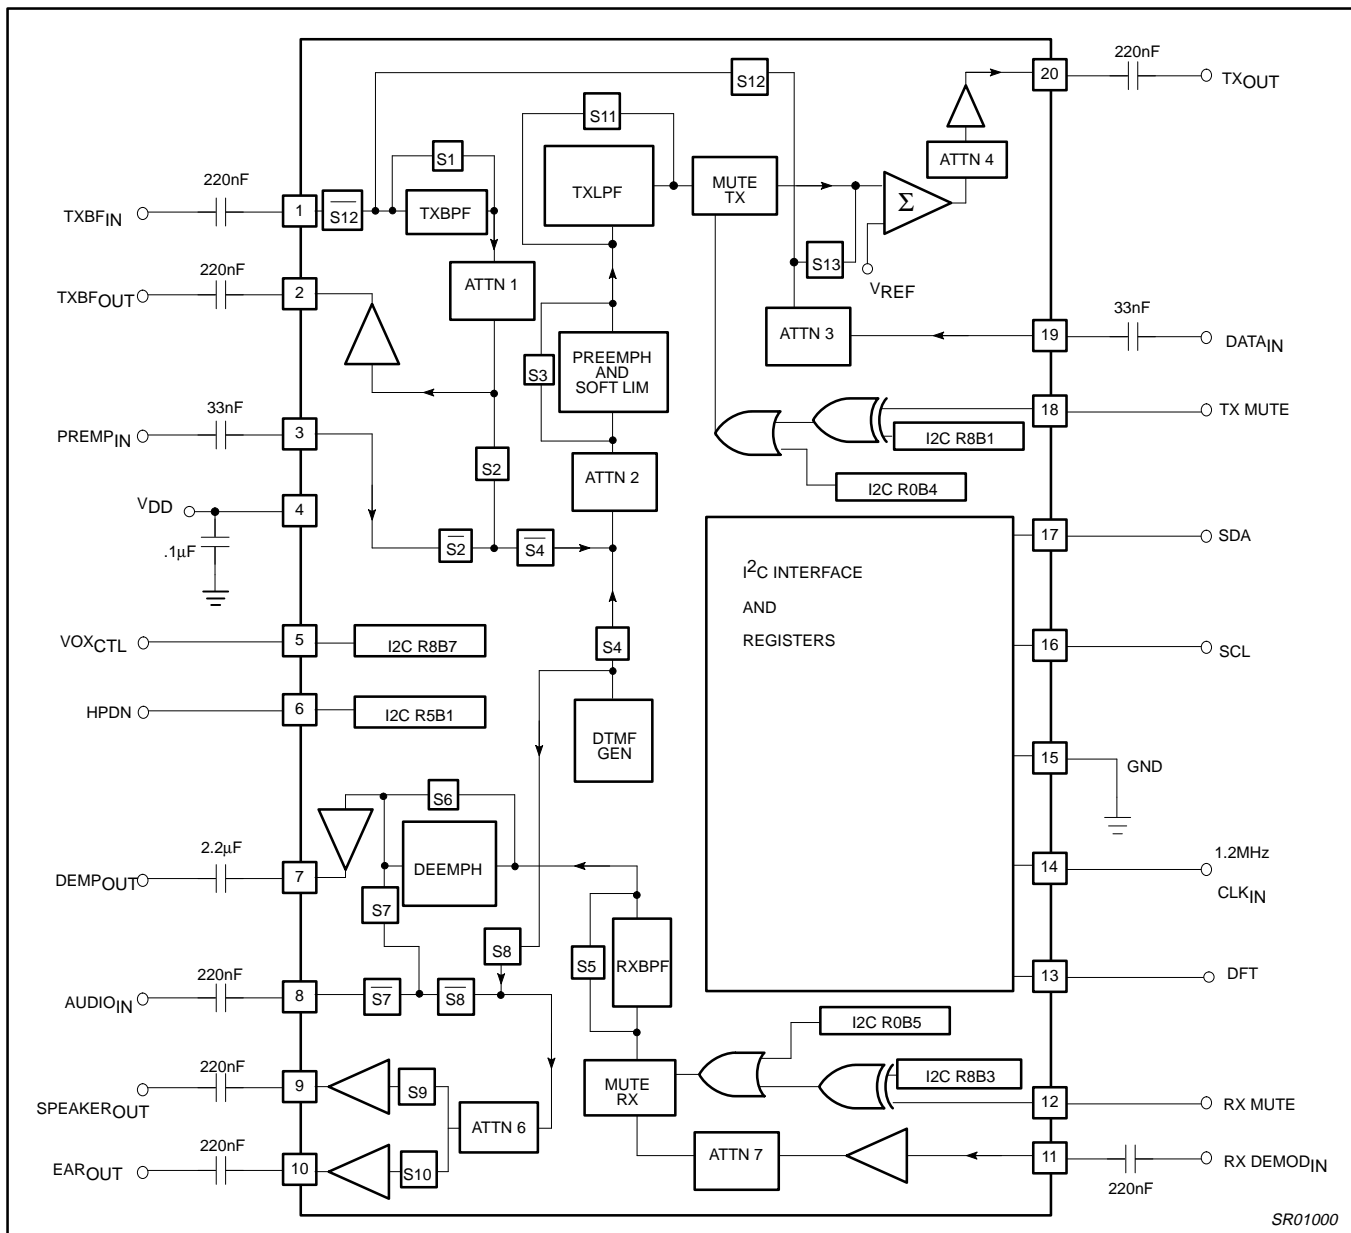 220nF
20
TXOUT
S12
S11
S1
ATTN 4
220nF
TXBFIN
1
S12
TXBPF
TXLPF
MUTE
TX
Σ
S13
VREF
220nF
TXBFOUT
2
ATTN 1
ATTN 3
33nF
19
DATAIN
S3
PREEMPH
AND
SOFT LIM
33nF
PREMPIN
3
18
TX MUTE
I2C R8B1
S2
ATTN 2
I2C R0B4
VDD
4
.1µF
S2
S4
17
SDA
I2C INTERFACE
AND
REGISTERS
VOXCTL
5
I2C R8B7
S4
16
SCL
HPDN
6
I2C R5B1
DTMF
GEN
15
GND
S6
2.2µF
DEMPOUT
7
DEEMPH
14
1.2MHz
CLKIN
S7
S8
S5
RXBPF
220nF
AUDIOIN
8
S7
S8
13
DFT
I2C R0B5
220nF
SPEAKEROUT
9
S9
MUTE
RX
I2C R8B3
12
RX MUTE
ATTN 6
220nF
EAROUT
10
S10
ATTN 7
11
RX DEMODIN
220nF
SR01000